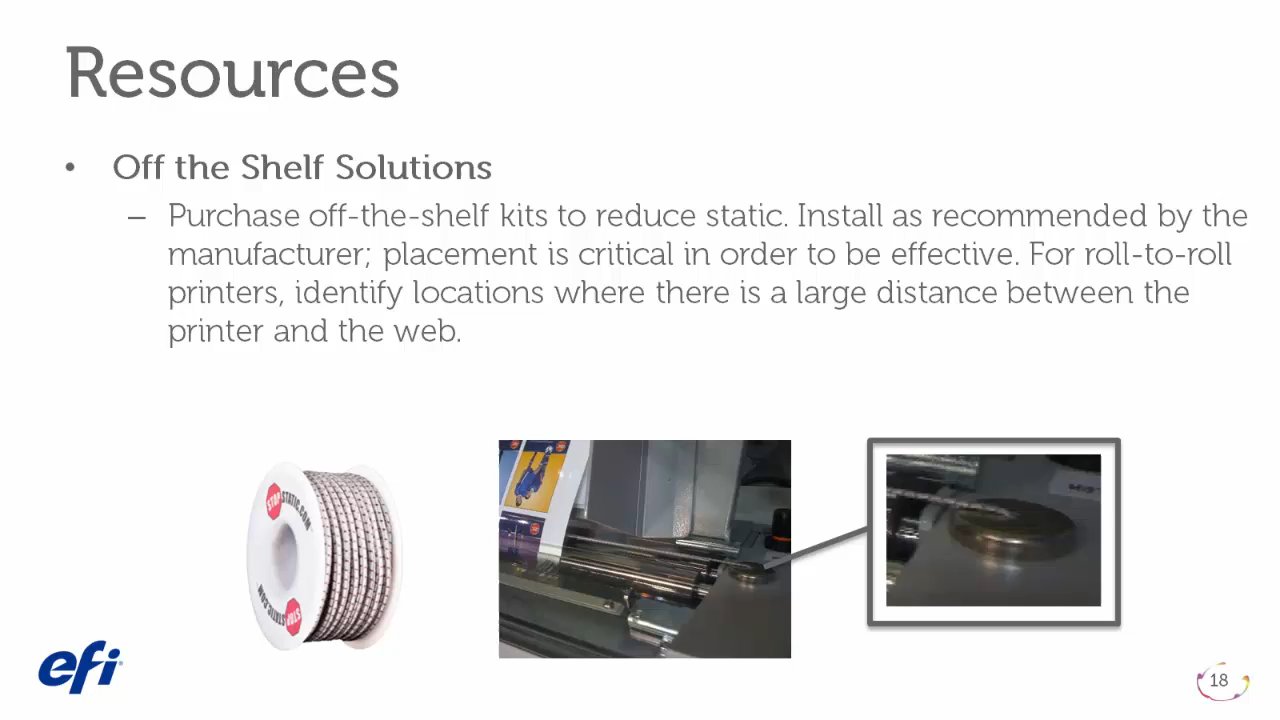 Resources
• Off the Shelf Solutions
– Purchase off-the-shelf kits to reduce static. Install as recommended by the
manufacturer; placement is critical in order to be effective. For roll-to-roll
printers, identify locations where there is a large distance between the
printer and the web.
STOPSTATIC.COM
STOPSTATIC.COM
efi
18